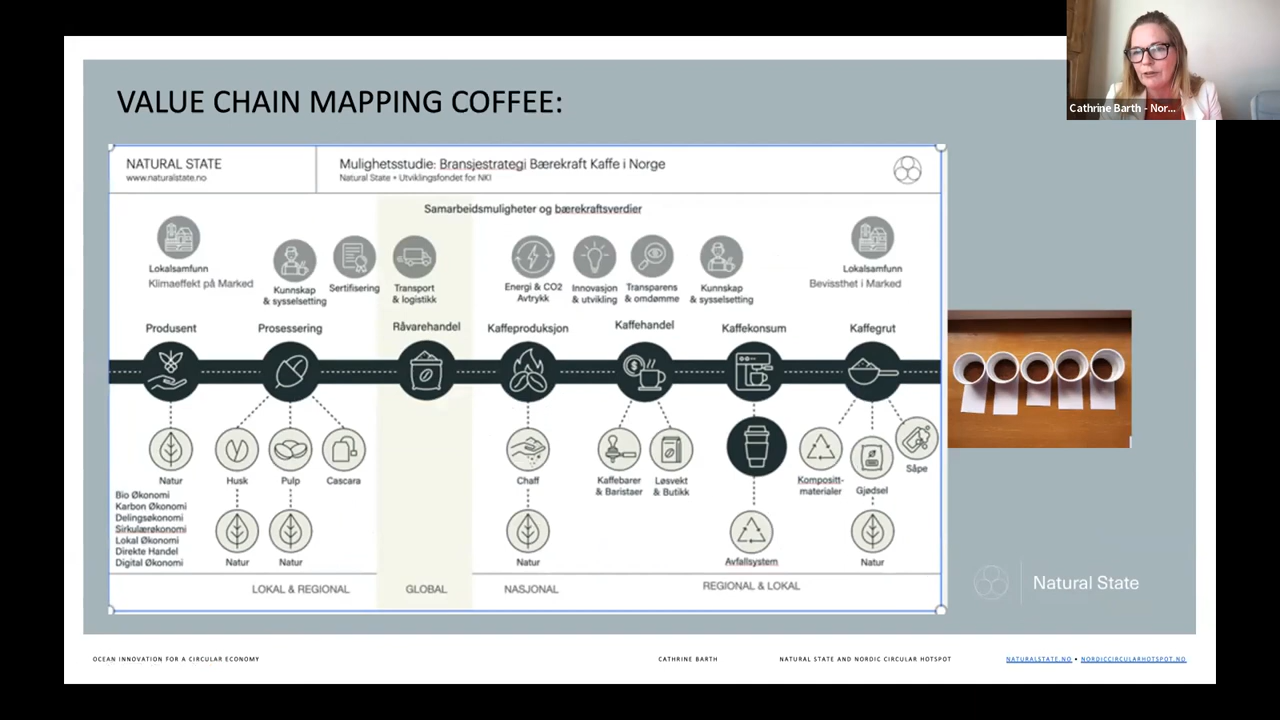 VALUE CHAIN MAPPING COFFEE:
Cathrine Barth - Nor...
NATURAL STATE
www.naturalstate.no
Mulighetsstudie: Bransjestrategi Bærekraft Kaffe i Norge
Natural State • Utviklingsfondet for NKI
Samarbeidsmuligheter og bærekraftsverdier
Lokalsamfunn
Klimaeffekt på Marked
Kunnskap
& sysselsetting
Sertifisering
Transport
& logistikk
Energi & CO2
Avtrykk
Innovasjon
& utvikling
Transparens
& omdømme
Kunnskap
& sysselsetting
Lokalsamfunn
Bevissthet i Marked
Produsent
Prosessering
Råvarehandel
Kaffeproduksjon
Kaffehandel
Kaffekonsum
Kaffegrut
Natur
Husk
Pulp
Cascara
Chaff
Kaffebarer
& Baristaer
Løsvekt
& Butikk
Kompositt-
materialer
Gjødsel
Såpe
Bio Økonomi
Karbon Økonomi
Delingsøkonomi
Sirkulærøkonomi
Lokal Økonomi
Direkte Handel
Digital Økonomi
Natur
Natur
Natur
Avfallsystem
Natur
LOKAL & REGIONAL
GLOBAL
NASJONAL
REGIONAL & LOKAL
Natural State
OCEAN INNOVATION FOR A CIRCULAR ECONOMY
CATHRINE BARTH
NATURAL STATE AND NORDIC CIRCULAR HOTSPOT
NATURALSTATE.NO • NORDICCIRCULARHOTSPOT.NO